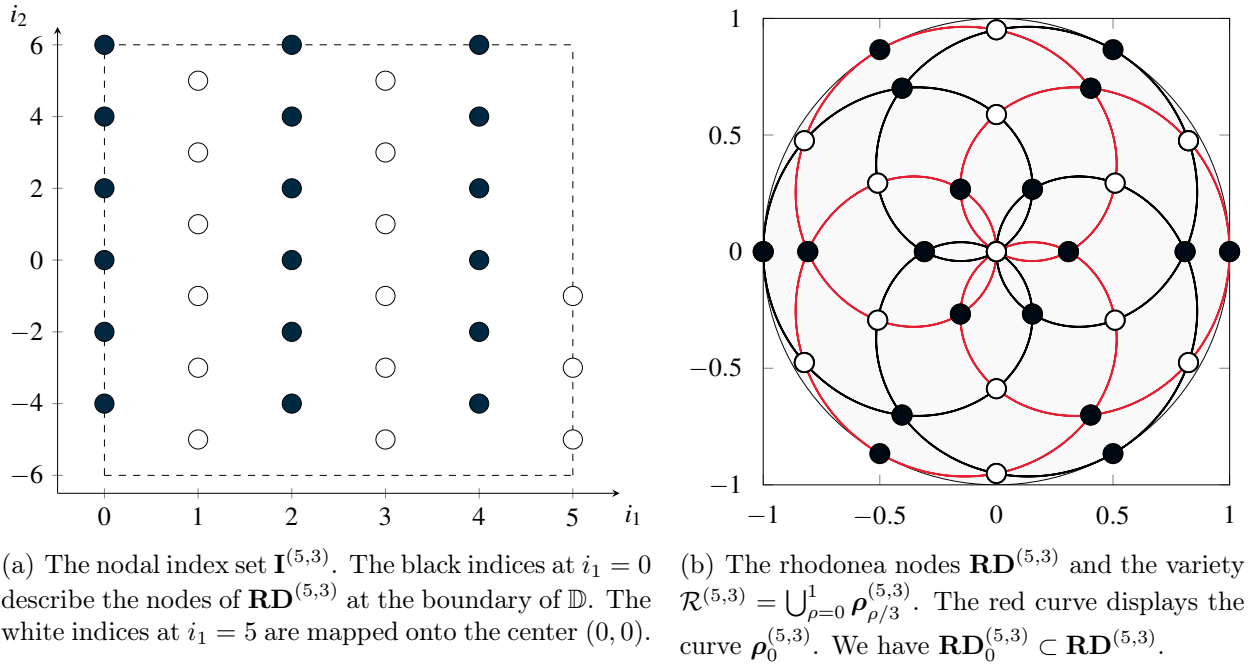 i₂
6
4
2
0
−2
−4
−6
0 1 2 3 4 5 i₁
1
0.5
0
−0.5
−1
−1 −0.5 0 0.5 1
(a) The nodal index set I^(5,3). The black indices at i₁ = 0
describe the nodes of RD^(5,3) at the boundary of 𝔻. The
white indices at i₁ = 5 are mapped onto the center (0, 0).
(b) The rhodonea nodes RD^(5,3) and the variety
ℛ^(5,3) = ⋃_{ρ=0}^{1} ρ_{ρ/3}^{(5,3)}. The red curve displays the
curve ρ_0^{(5,3)}. We have RD_0^{(5,3)} ⊂ RD^(5,3).